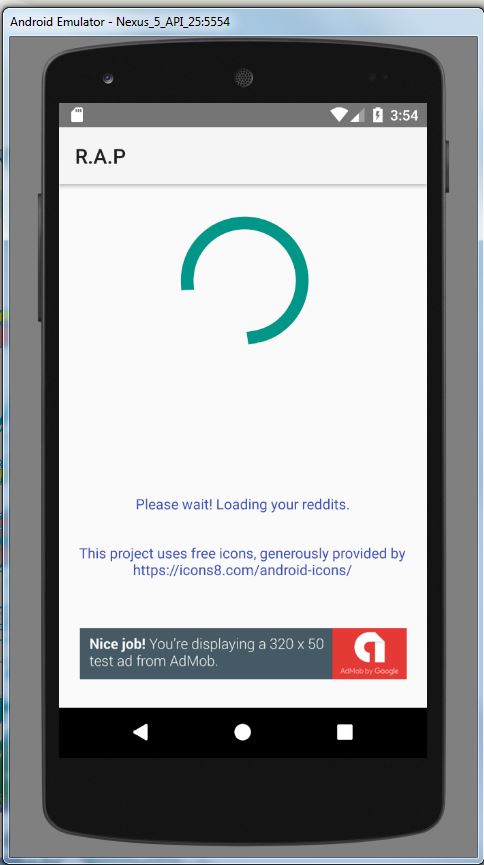 Android Emulator - Nexus_5_API_25:5554
3:54
R.A.P
Please wait! Loading your reddits.
This project uses free icons, generously provided by
https://icons8.com/android-icons/
Nice job! You're displaying a 320 x 50
test ad from AdMob.
AdMob by Google